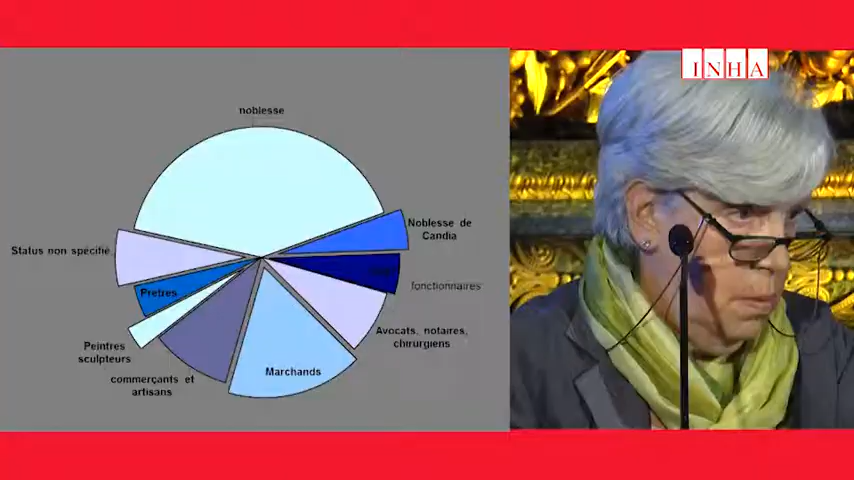 INHA
noblesse
Noblesse de
Candia
fonctionnaires
Avocats, notaires,
chirurgiens
Marchands
commerçants et
artisans
Peintres
sculpteurs
Pretres
Status non spécifié